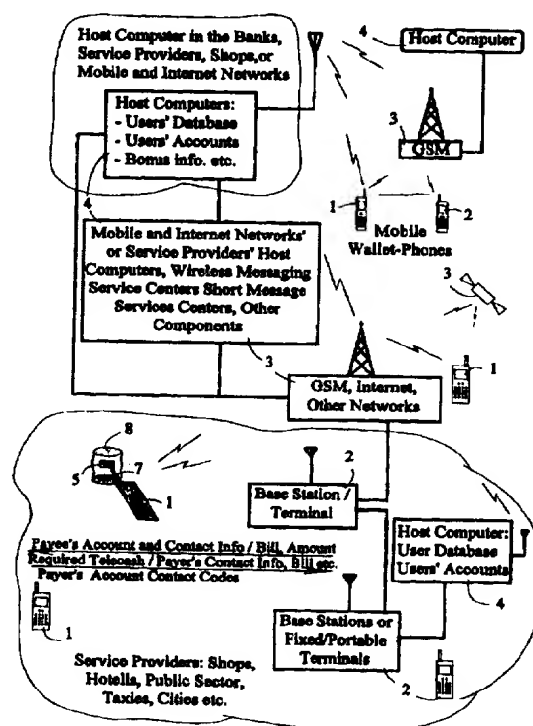 Host Computer in the Banks,
Service Providers, Shops,or
Mobile and Internet Networks
Host Computers:
- Users' Database
- Users' Accounts
- Bonus info. etc.
4
4
Host Computer
3
GSM
1
2
Mobile
Wallet-Phones
Mobile and Internet Networks'
or Service Providers' Host
Computers, Wireless Messaging
Service Centers Short Message
Services Centers, Other
Components
3
3
1
GSM, Internet,
Other Networks
8
5
7
1
2
Base Station /
Terminal
Host Computer:
User Database
Users' Accounts
4
Payee's Account and Contact Info / Bill, Amount
Required Telecash / Payer's Contact Info, Bill etc.
Payer's Account Contact Codes
1
Base Stations or
Fixed/Portable
Terminals
2
Service Providers: Shops,
Hotells, Public Sector,
Taxies, Cities etc.